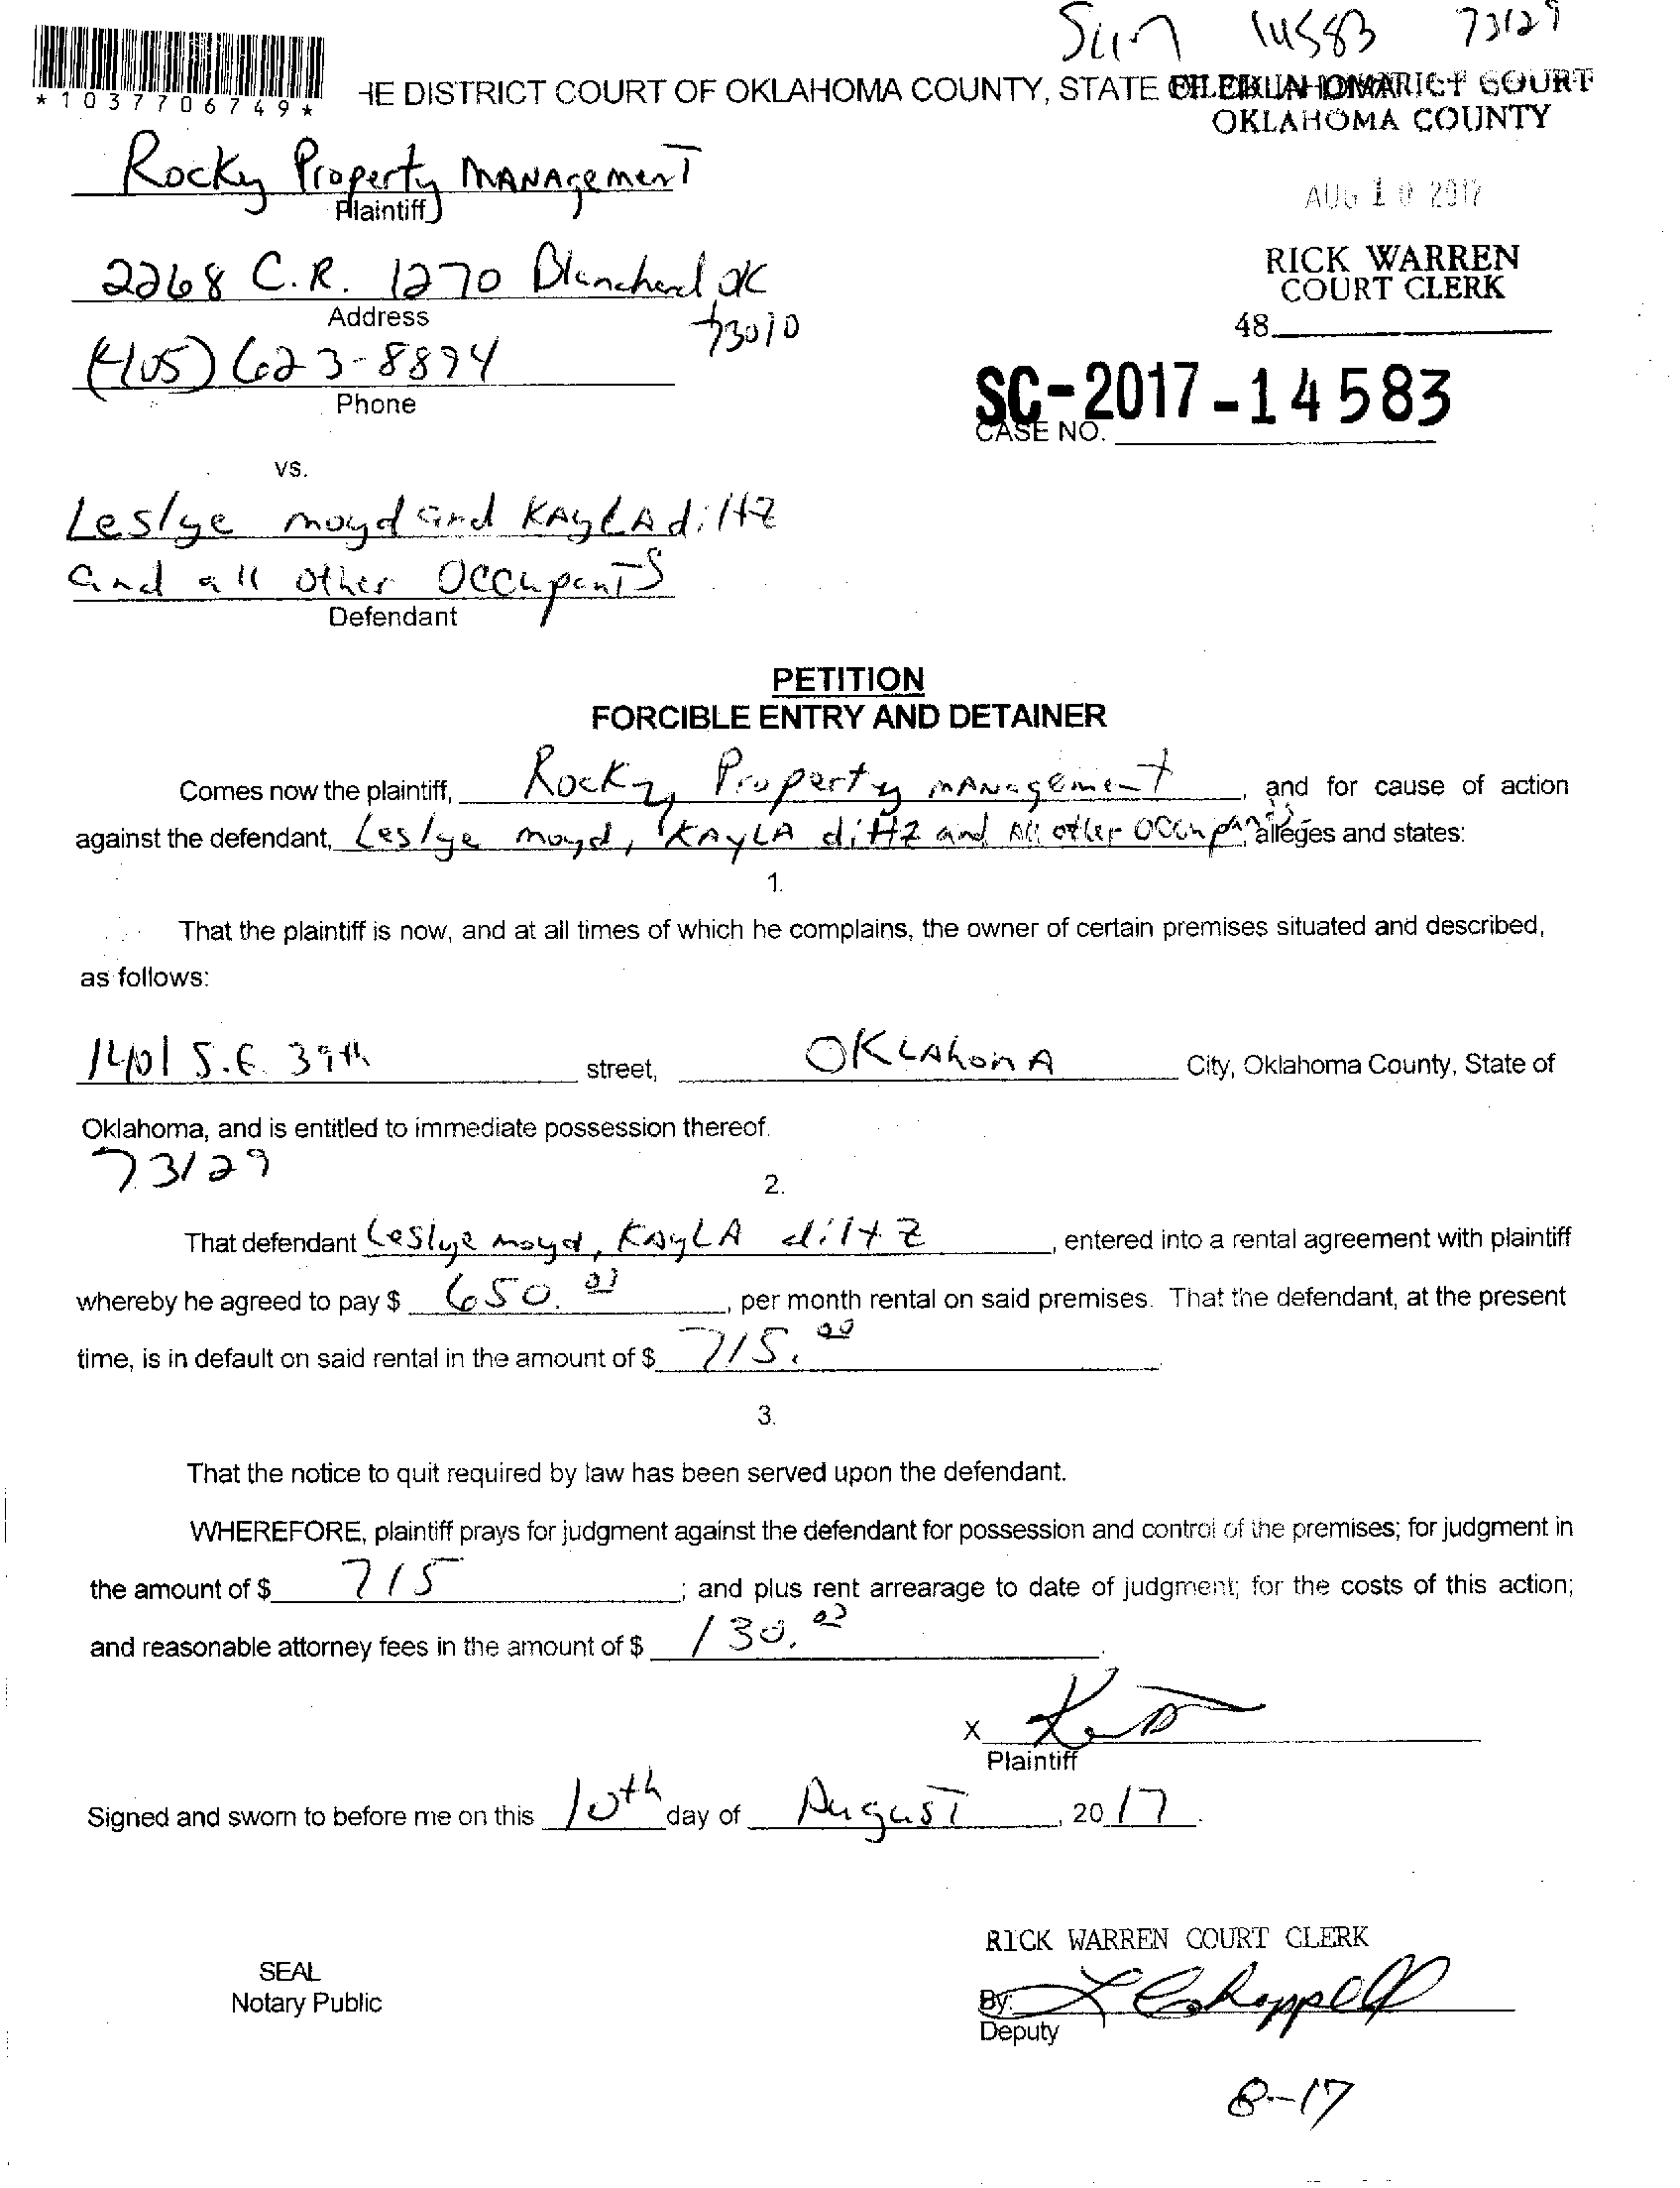 14583 73129
*1037706749*
HE DISTRICT COURT OF OKLAHOMA COUNTY, STATE
OKLAHOMA COUNTY
Rocky Property MANAgemenT
Plaintiff
AUG 10 2017
2268 C.R. 1270 Blanchard OK
RICK WARREN
COURT CLERK
Address
73010
48.
(405) 623-8894
Phone
SC-2017-14583
CASE NO.
vs.
Leslye moyd and KAyLA diltz
and all other OccupanTS
Defendant
PETITION
FORCIBLE ENTRY AND DETAINER
Comes now the plaintiff, Rocky Property mANagement, and for cause of action
against the defendant, Leslye moyd, KAyLA diltz and All other Occupants alleges and states:
1.
That the plaintiff is now, and at all times of which he complains, the owner of certain premises situated and described,
as follows:
1401 S.E. 39th street, OKLAhomA City, Oklahoma County, State of
Oklahoma, and is entitled to immediate possession thereof.
73129
2.
That defendant Leslye moyd, KAyLA diltz, entered into a rental agreement with plaintiff
whereby he agreed to pay $ 650.00, per month rental on said premises. That the defendant, at the present
time, is in default on said rental in the amount of $ 715.00
3.
That the notice to quit required by law has been served upon the defendant.
WHEREFORE, plaintiff prays for judgment against the defendant for possession and control of the premises; for judgment in
the amount of $ 715; and plus rent arrearage to date of judgment; for the costs of this action;
and reasonable attorney fees in the amount of $ 130.00.
X
Plaintiff
Signed and sworn to before me on this 10th day of AugusT, 2017.
RICK WARREN COURT CLERK
SEAL
Notary Public
By:
Deputy
8-17